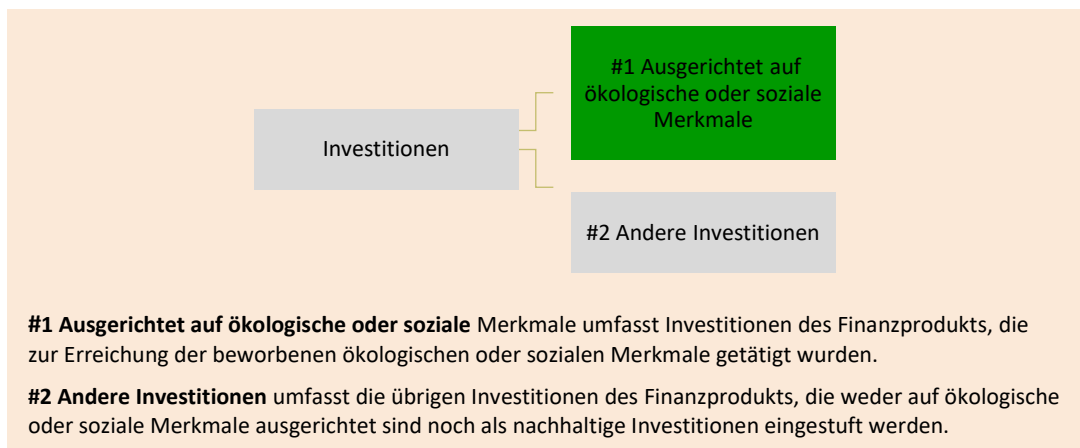 #1 Ausgerichtet auf
ökologische oder soziale
Merkmale
Investitionen
#2 Andere Investitionen
#1 Ausgerichtet auf ökologische oder soziale Merkmale umfasst Investitionen des Finanzprodukts, die
zur Erreichung der beworbenen ökologischen oder sozialen Merkmale getätigt wurden.
#2 Andere Investitionen umfasst die übrigen Investitionen des Finanzprodukts, die weder auf ökologische
oder soziale Merkmale ausgerichtet sind noch als nachhaltige Investitionen eingestuft werden.